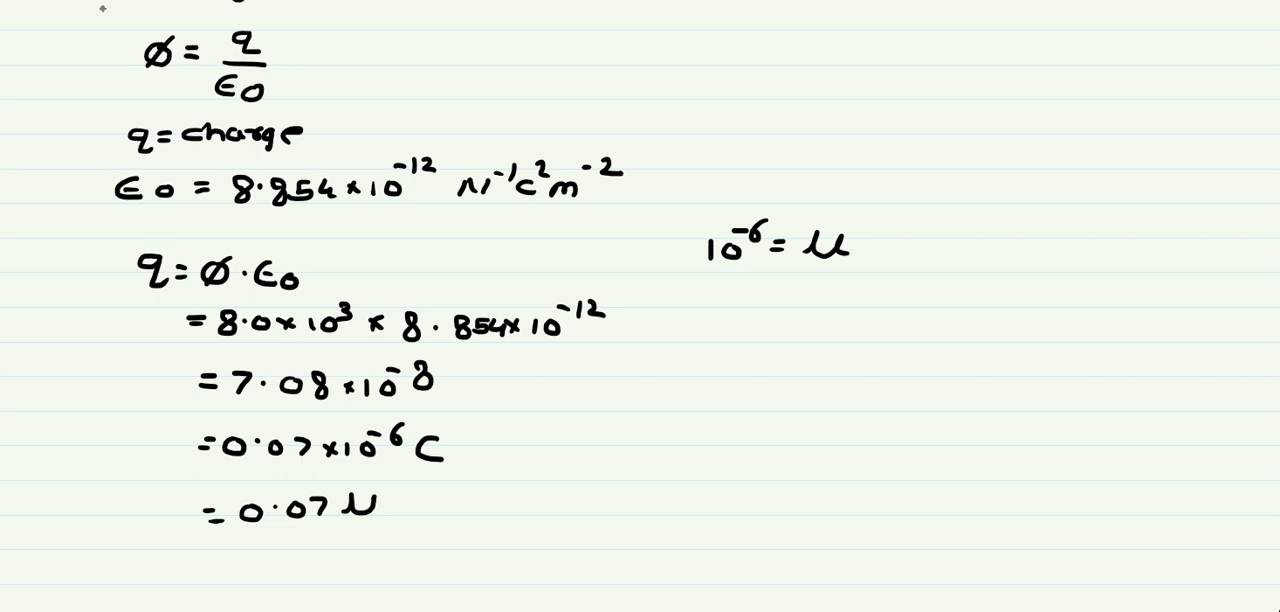 ϕ = q/ϵ0
q = charge
ϵ0 = 8.854 × 10⁻¹² N⁻¹C²m⁻²
10⁻⁶ = μ
q = ϕ · ϵ0
= 8.0 × 10³ × 8.854 × 10⁻¹²
= 7.08 × 10⁻⁸
= 0.07 × 10⁻⁶ C
= 0.07 μ